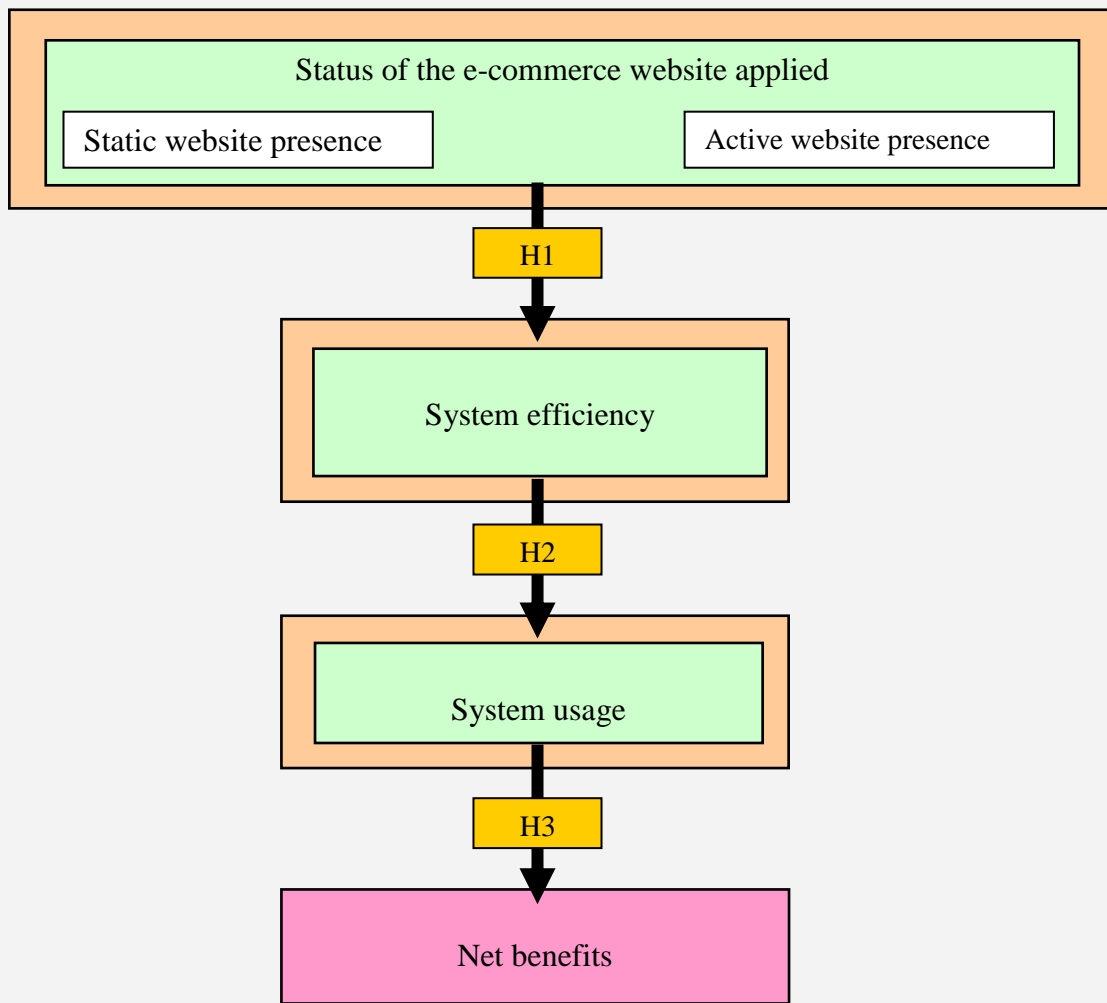 Status of the e-commerce website applied
Static website presence
Active website presence
H1
System efficiency
H2
System usage
H3
Net benefits